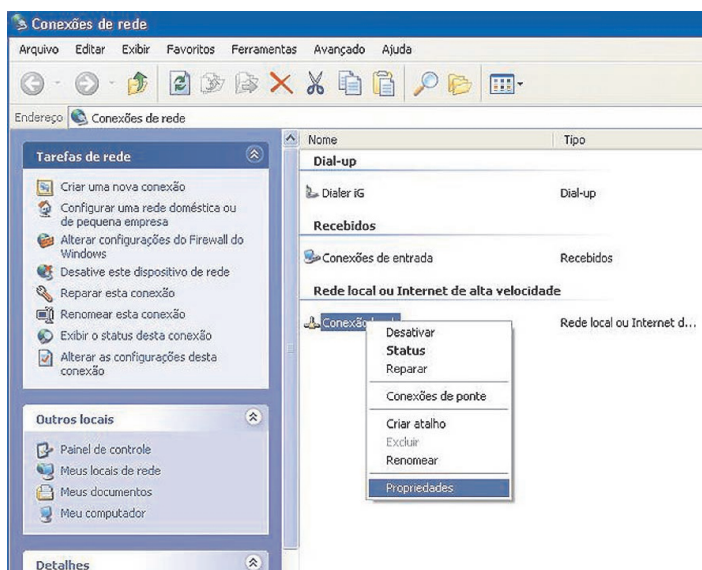 Conexões de rede
Arquivo Editar Exibir Favoritos Ferramentas Avançado Ajuda
Endereço Conexões de rede
Tarefas de rede
Criar uma nova conexão
Configurar uma rede doméstica ou
de pequena empresa
Alterar configurações do Firewall do
Windows
Desative este dispositivo de rede
Reparar esta conexão
Renomear esta conexão
Exibir o status desta conexão
Alterar as configurações desta
conexão
Outros locais
Painel de controle
Meus locais de rede
Meus documentos
Meu computador
Detalhes
Nome Tipo
Dial-up
Dialer iG Dial-up
Recebidos
Conexões de entrada Recebidos
Rede local ou Internet de alta velocidade
Conexão Rede local ou Internet d...
Desativar
Status
Reparar
Conexões de ponte
Criar atalho
Excluir
Renomear
Propriedades